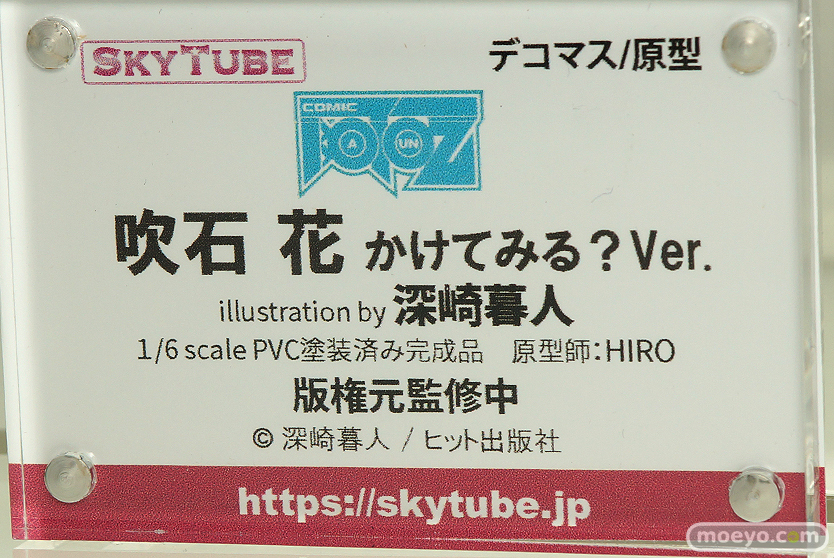 SKYTUBE
デコマス/原型
COMIC
A UN
吹石 花 かけてみる？Ver.
illustration by 深崎暮人
1/6 scale PVC塗装済み完成品　原型師：HIRO
版権元監修中
© 深崎暮人 / ヒット出版社
https://skytube.jp
moeyo.com